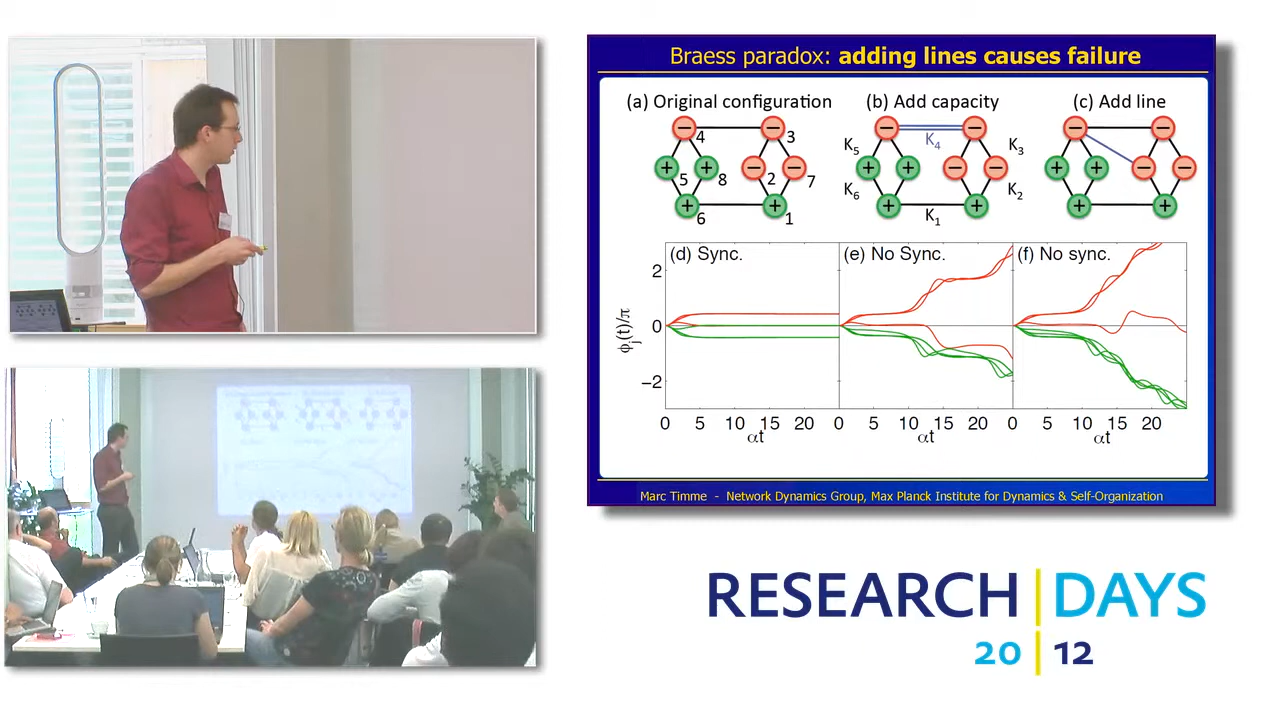 Braess paradox: adding lines causes failure
(a) Original configuration
(b) Add capacity
(c) Add line
4
3
5
8
2
7
6
1
K4
K5
K3
K6
K2
K1
(d) Sync.
(e) No Sync.
(f) No sync.
2
0
−2
ϕj(t)/π
0 5 10 15 20
0 5 10 15 20
0 5 10 15 20
αt
αt
αt
Marc Timme - Network Dynamics Group, Max Planck Institute for Dynamics & Self-Organization
RESEARCH DAYS
20 12